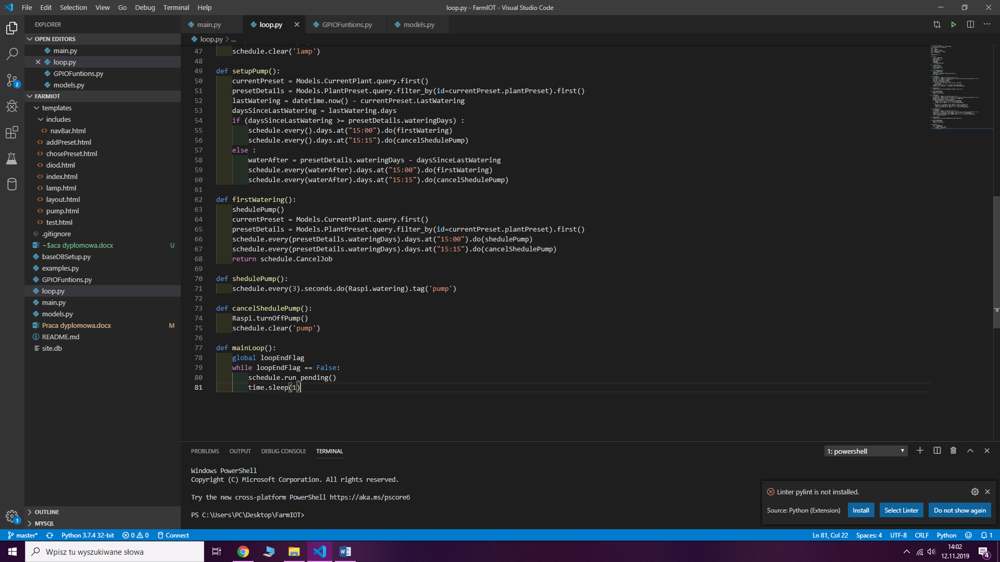 File Edit Selection View Go Debug Terminal Help
loop.py - FarmIOT - Visual Studio Code
EXPLORER
OPEN EDITORS
main.py
loop.py
GPIOFuntions.py
models.py
FARMIOT
templates
includes
navBar.html
addPreset.html
chosePreset.html
diod.html
index.html
lamp.html
layout.html
pump.html
test.html
.gitignore
~$aca dyplomowa.docx U
baseDBSetup.py
examples.py
GPIOFuntions.py
loop.py
main.py
models.py
Praca dyplomowa.docx M
README.md
site.db
OUTLINE
MYSQL
2
1
main.py loop.py GPIOFuntions.py models.py
loop.py > ...
47 schedule.clear('lamp')
48
49 def setupPump():
50 currentPreset = Models.CurrentPlant.query.first()
51 presetDetails = Models.PlantPreset.query.filter_by(id=currentPreset.plantPreset).first()
52 lastWatering = datetime.now() - currentPreset.LastWatering
53 daysSinceLastWatering = lastWatering.days
54 if (daysSinceLastWatering >= presetDetails.wateringDays) :
55 schedule.every().days.at("15:00").do(firstWatering)
56 schedule.every().days.at("15:15").do(cancelShedulePump)
57 else :
58 waterAfter = presetDetails.wateringDays - daysSinceLastWatering
59 schedule.every(waterAfter).days.at("15:00").do(firstWatering)
60 schedule.every(waterAfter).days.at("15:15").do(cancelShedulePump)
61
62 def firstWatering():
63 shedulePump()
64 currentPreset = Models.CurrentPlant.query.first()
65 presetDetails = Models.PlantPreset.query.filter_by(id=currentPreset.plantPreset).first()
66 schedule.every(presetDetails.wateringDays).days.at("15:00").do(shedulePump)
67 schedule.every(presetDetails.wateringDays).days.at("15:15").do(cancelShedulePump)
68 return schedule.CancelJob
69
70 def shedulePump():
71 schedule.every(3).seconds.do(Raspi.watering).tag('pump')
72
73 def cancelShedulePump():
74 Raspi.turnOffPump()
75 schedule.clear('pump')
76
77 def mainLoop():
78 global loopEndFlag
79 while loopEndFlag == False:
80 schedule.run_pending()
81 time.sleep(1)
PROBLEMS OUTPUT DEBUG CONSOLE TERMINAL
1: powershell
Windows PowerShell
Copyright (C) Microsoft Corporation. All rights reserved.
Try the new cross-platform PowerShell https://aka.ms/pscore6
PS C:\Users\PC\Desktop\FarmIOT>
Linter pylint is not installed.
Source: Python (Extension) Install Select Linter Do not show again
master* Python 3.7.4 32-bit 0 0 Connect
Ln 81, Col 22 Spaces: 4 UTF-8 CRLF Python 1
Wpisz tu wyszukiwane słowa
14:02
12.11.2019
4